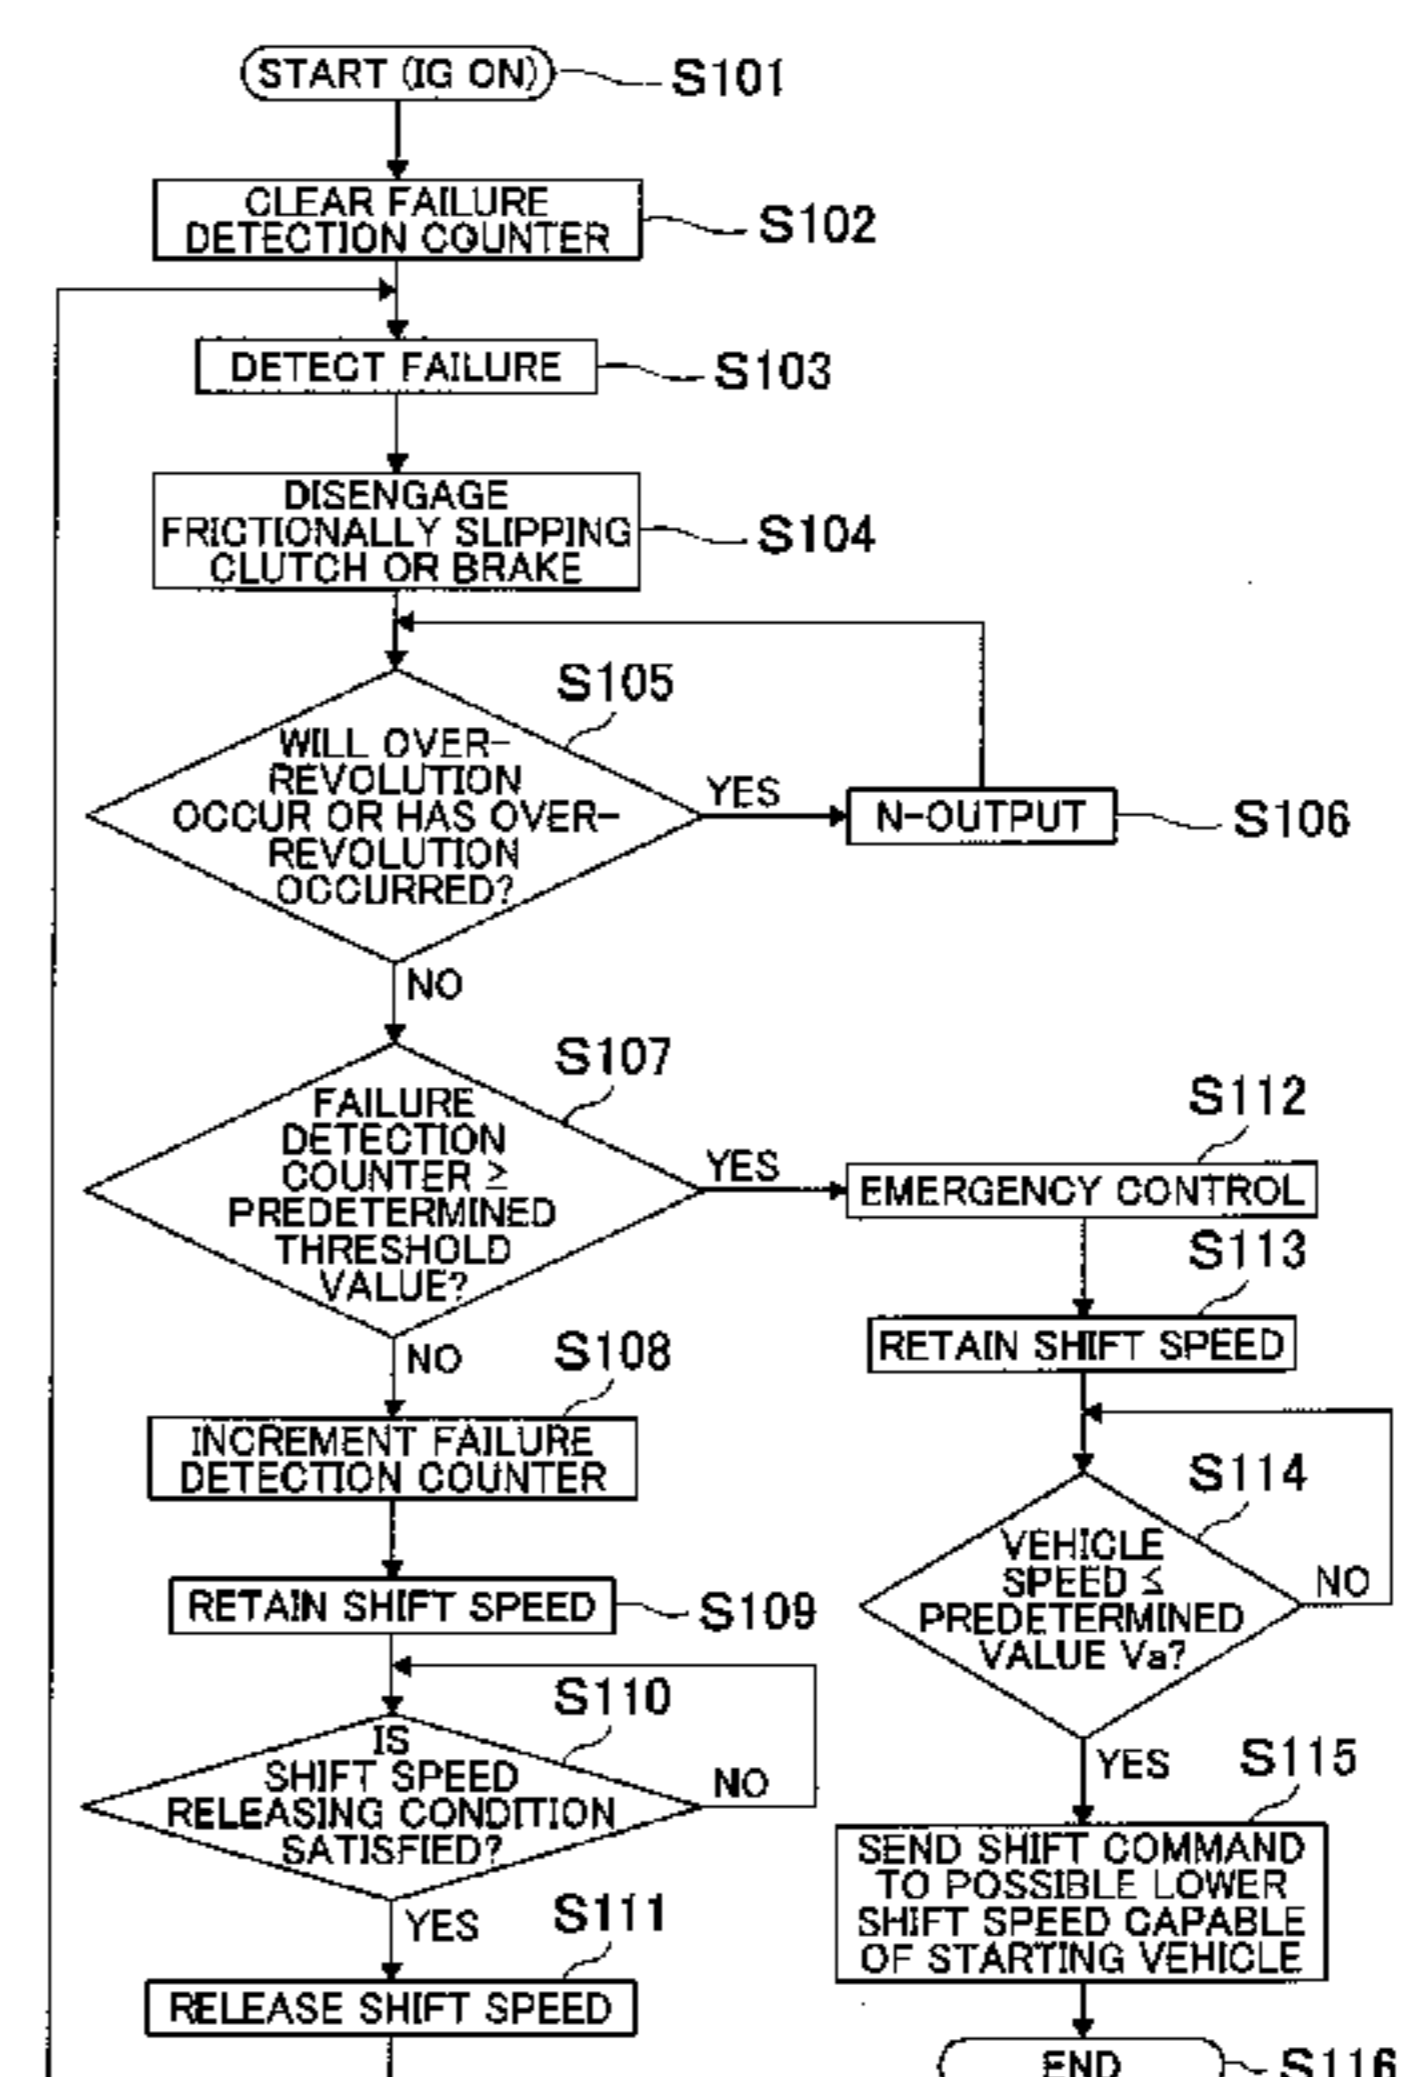 START (IG ON)
S101
CLEAR FAILURE
DETECTION COUNTER
S102
DETECT FAILURE
S103
DISENGAGE
FRICTIONALLY SLIPPING
CLUTCH OR BRAKE
S104
S105
WILL OVER-
REVOLUTION
OCCUR OR HAS OVER-
REVOLUTION
OCCURRED?
YES
N-OUTPUT
S106
NO
S107
FAILURE
DETECTION
COUNTER ≥
PREDETERMINED
THRESHOLD
VALUE?
YES
S112
EMERGENCY CONTROL
S113
RETAIN SHIFT SPEED
NO
S108
INCREMENT FAILURE
DETECTION COUNTER
S114
VEHICLE
SPEED ≤
PREDETERMINED
VALUE Va?
NO
RETAIN SHIFT SPEED
S109
S110
IS
SHIFT SPEED
RELEASING CONDITION
SATISFIED?
NO
YES
S115
SEND SHIFT COMMAND
TO POSSIBLE LOWER
SHIFT SPEED CAPABLE
OF STARTING VEHICLE
YES
S111
RELEASE SHIFT SPEED
END
S116